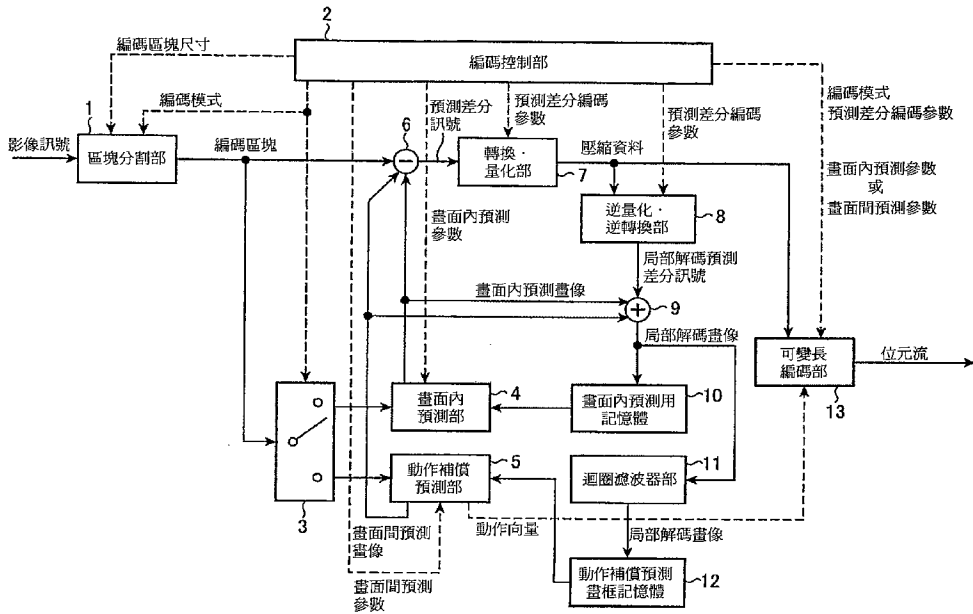 2
編碼控制部
編碼區塊尺寸
編碼模式
1
影像訊號
區塊分割部
編碼區塊
6
預測差分
訊號
預測差分編碼
參數
轉換・
量化部
7
壓縮資料
預測差分編碼
參數
編碼模式
預測差分編碼參數
畫面內預測參數
或
畫面間預測參數
逆量化・
逆轉換部
8
畫面內預測
參數
局部解碼預測
差分訊號
畫面內預測畫像
9
局部解碼畫像
可變長
編碼部
13
位元流
3
畫面內
預測部
4
畫面內預測用
記憶體
10
動作補償
預測部
5
迴圈濾波器部
11
畫面間預測
畫像
動作向量
局部解碼畫像
畫面間預測
參數
動作補償預測
畫框記憶體
12